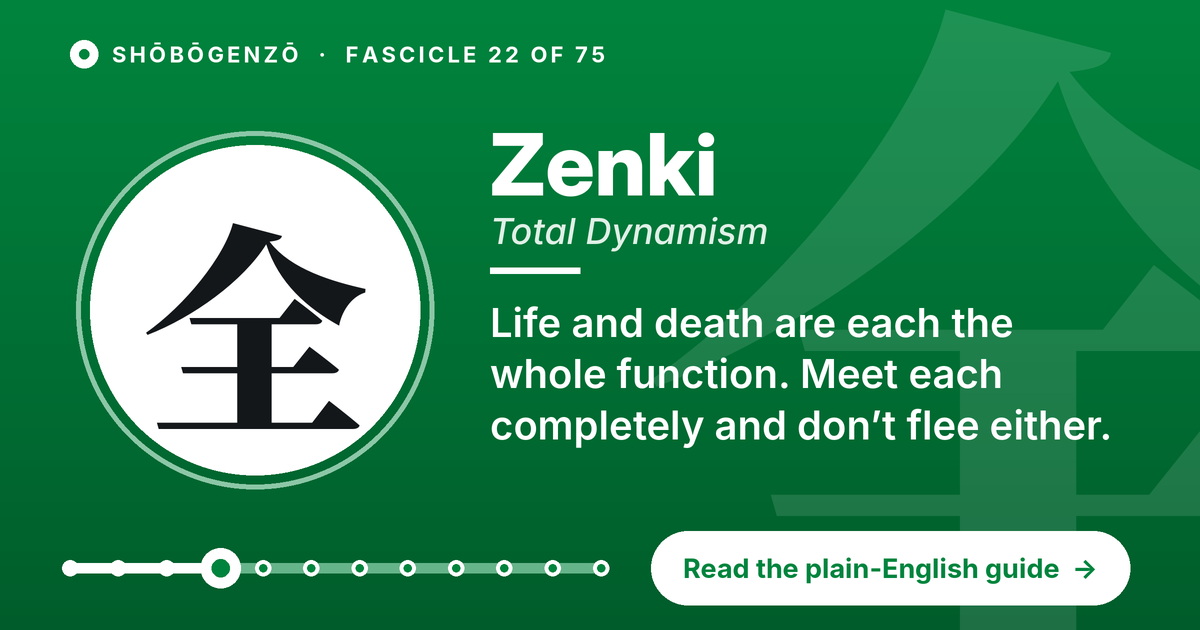 SHŌBŌGENZŌ · FASCICLE 22 OF 75
全
Zenki
Total Dynamism
Life and death are each the
whole function. Meet each
completely and don’t flee either.
Read the plain-English guide →